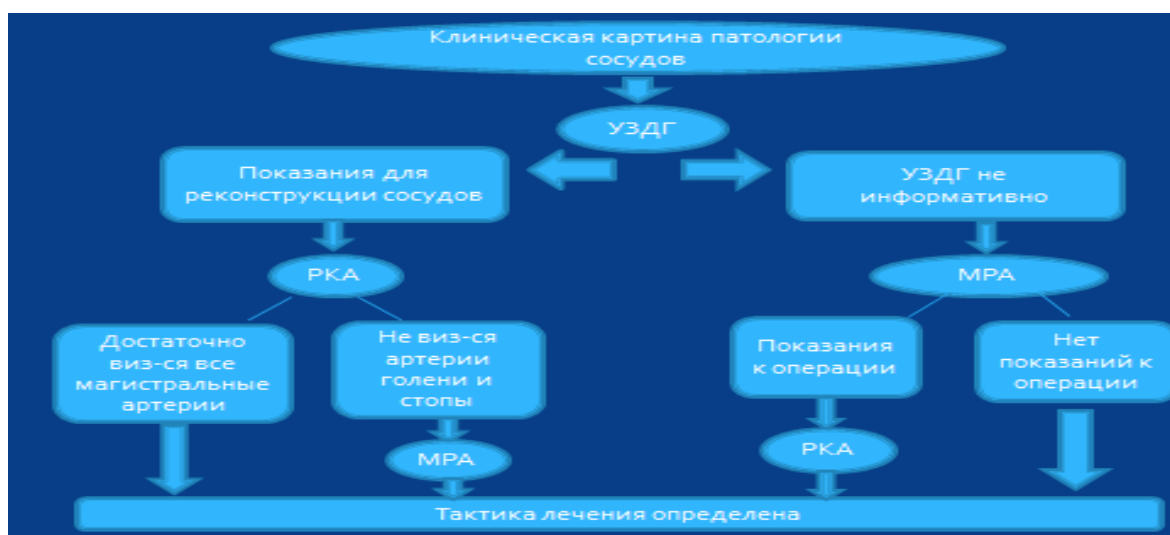 Клиническая картина патологии
сосудов
УЗДГ
Показания для
реконструкции сосудов
УЗДГ не
информативно
РКА
МРА
Достаточно
виз-ся все
магистральные
артерии
Не виз-ся
артерии
голени и
стопы
Показания
к операции
Нет
показаний к
операции
МРА
РКА
Тактика лечения определена